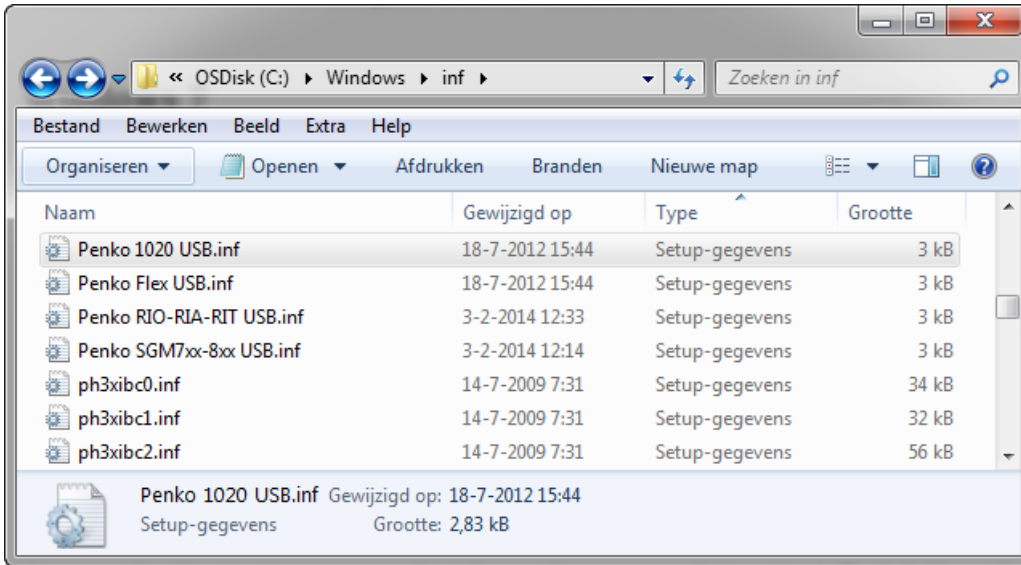 « OSDisk (C:) Windows inf Zoeken in inf
Bestand Bewerken Beeld Extra Help
Organiseren Openen Afdrukken Branden Nieuwe map
Naam Gewijzigd op Type Grootte
Penko 1020 USB.inf 18-7-2012 15:44 Setup-gegevens 3 kB
Penko Flex USB.inf 18-7-2012 15:44 Setup-gegevens 3 kB
Penko RIO-RIA-RIT USB.inf 3-2-2014 12:33 Setup-gegevens 3 kB
Penko SGM7xx-8xx USB.inf 3-2-2014 12:14 Setup-gegevens 3 kB
ph3xibc0.inf 14-7-2009 7:31 Setup-gegevens 34 kB
ph3xibc1.inf 14-7-2009 7:31 Setup-gegevens 32 kB
ph3xibc2.inf 14-7-2009 7:31 Setup-gegevens 56 kB
Penko 1020 USB.inf Gewijzigd op: 18-7-2012 15:44
Setup-gegevens Grootte: 2,83 kB